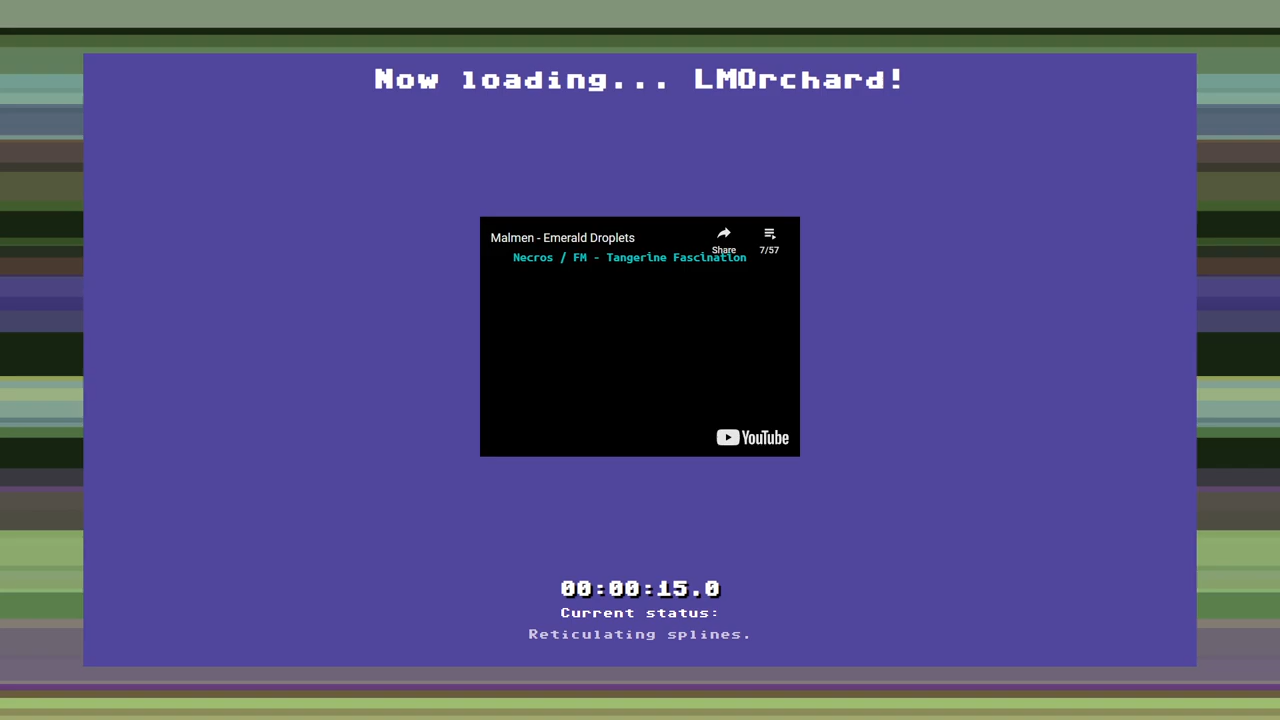 Now loading... LMOrchard!
Malmen - Emerald Droplets
Share
7/57
Necros / FM - Tangerine Fascination
YouTube
00:00:15.0
Current status:
Reticulating splines.